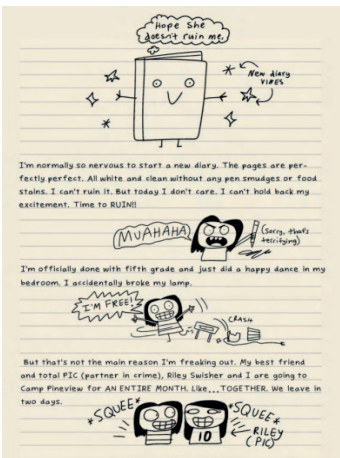 Hope She
doesn't ruin me.
New diary
VIBES
I'm normally so nervous to start a new diary. The pages are per-
fectly perfect. All white and clean without any pen smudges or food
stains. I can't ruin it. But today I don't care. I can't hold back my
excitement. Time to RUIN!!
MUAHAHA
(Sorry, that's
terrifying)
I'm officially done with fifth grade and just did a happy dance in my
bedroom. I accidentally broke my lamp.
I'M FREE!
CRASH
But that's not the main reason I'm freaking out. My best friend
and total PIC (partner in crime), Riley Swisher and I are going to
Camp Pineview for AN ENTIRE MONTH. Like...TOGETHER. We leave in
two days.
*SQUEE*
*SQUEE*
10
RILEY
(PIC)